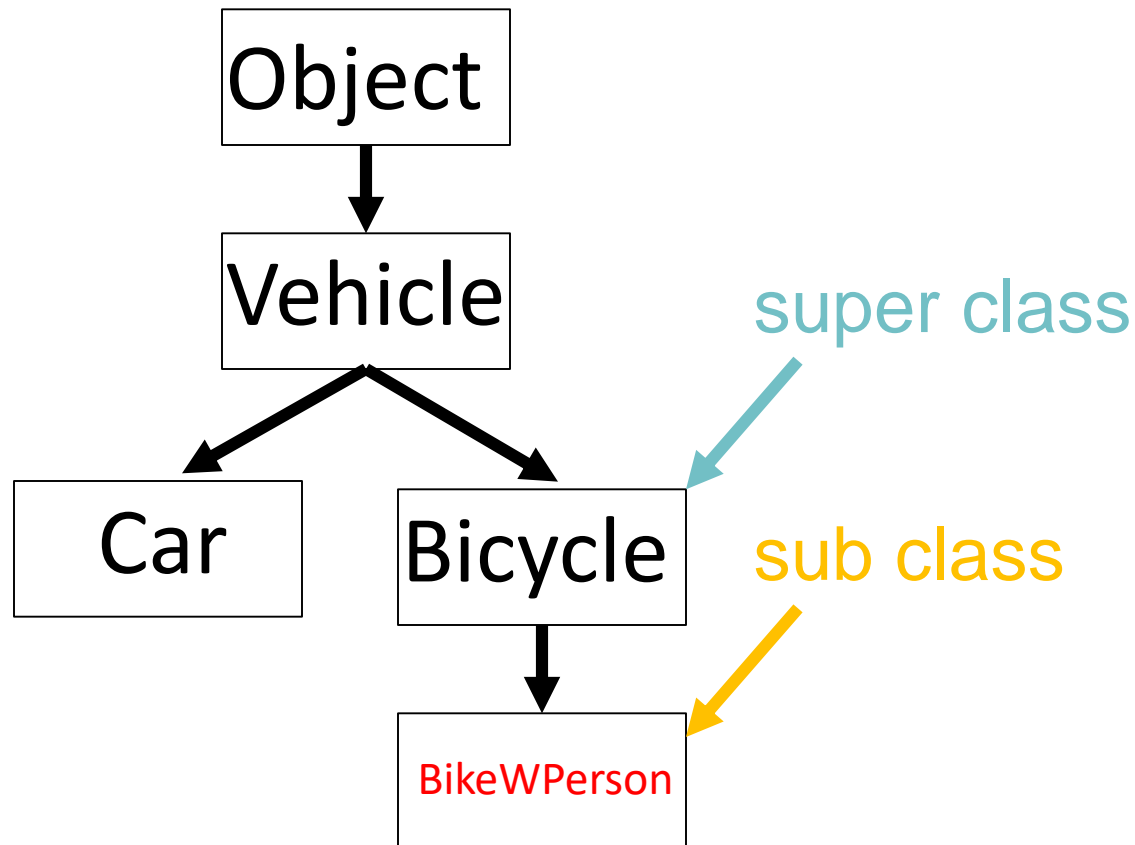 Object
Vehicle
super class
Car
Bicycle
sub class
BikeWPerson